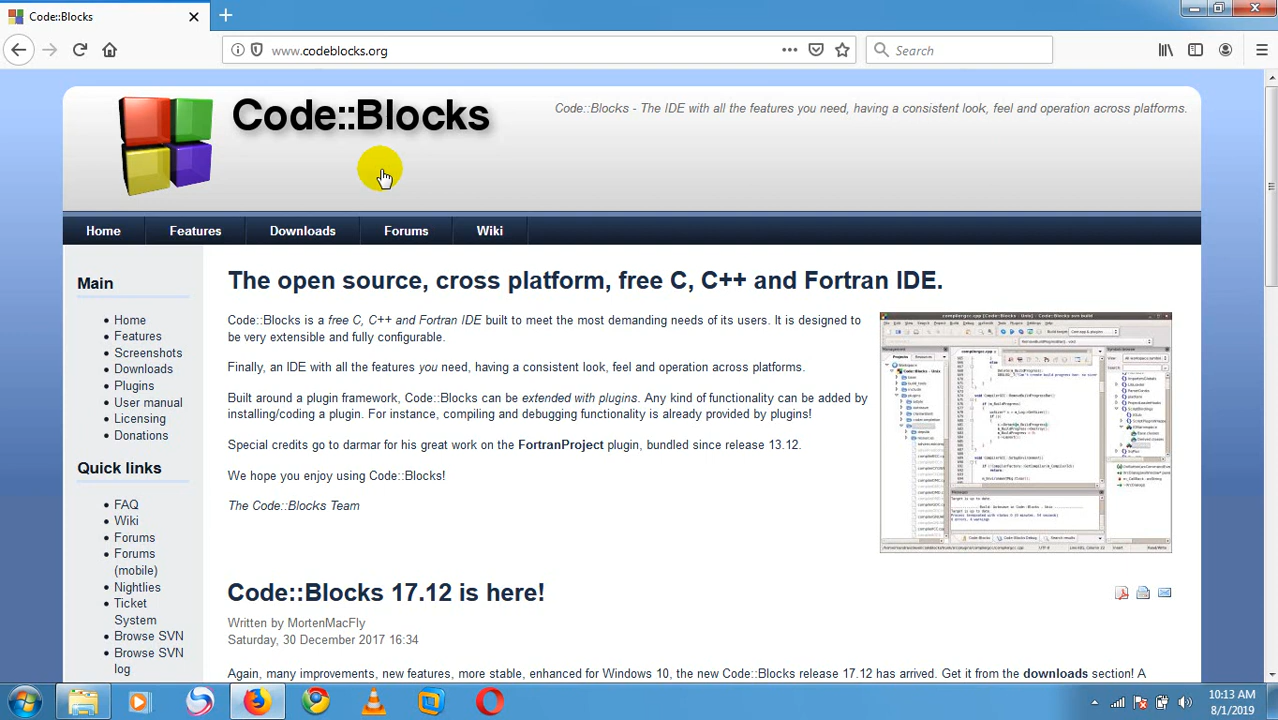 Code::Blocks
www.codeblocks.org
Search
Code::Blocks
Code::Blocks - The IDE with all the features you need, having a consistent look, feel and operation across platforms.
Home Features Downloads Forums Wiki
Main
Home
Features
Screenshots
Downloads
Plugins
User manual
Licensing
Donations
Quick links
FAQ
Wiki
Forums
Forums
(mobile)
Nightlies
Ticket
System
Browse SVN
Browse SVN
log
The open source, cross platform, free C, C++ and Fortran IDE.
Code::Blocks is a free C, C++ and Fortran IDE built to meet the most demanding needs of its users. It is designed to
be very extensible and fully configurable.
Finally, an IDE with all the features you need, having a consistent look, feel and operation across platforms.
Built around a plugin framework, Code::Blocks can be extended with plugins. Any kind of functionality can be added by
installing/coding a plugin. For instance, compiling and debugging functionality is already provided by plugins!
Special credits go to darmar for his great work on the FortranProject plugin, bundled since release 13.12.
We hope you enjoy using Code::Blocks!
The Code::Blocks Team
Code::Blocks 17.12 is here!
Written by MortenMacFly
Saturday, 30 December 2017 16:34
Again, many improvements, new features, more stable, enhanced for Windows 10, the new Code::Blocks release 17.12 has arrived. Get it from the downloads section! A
10:13 AM
8/1/2019